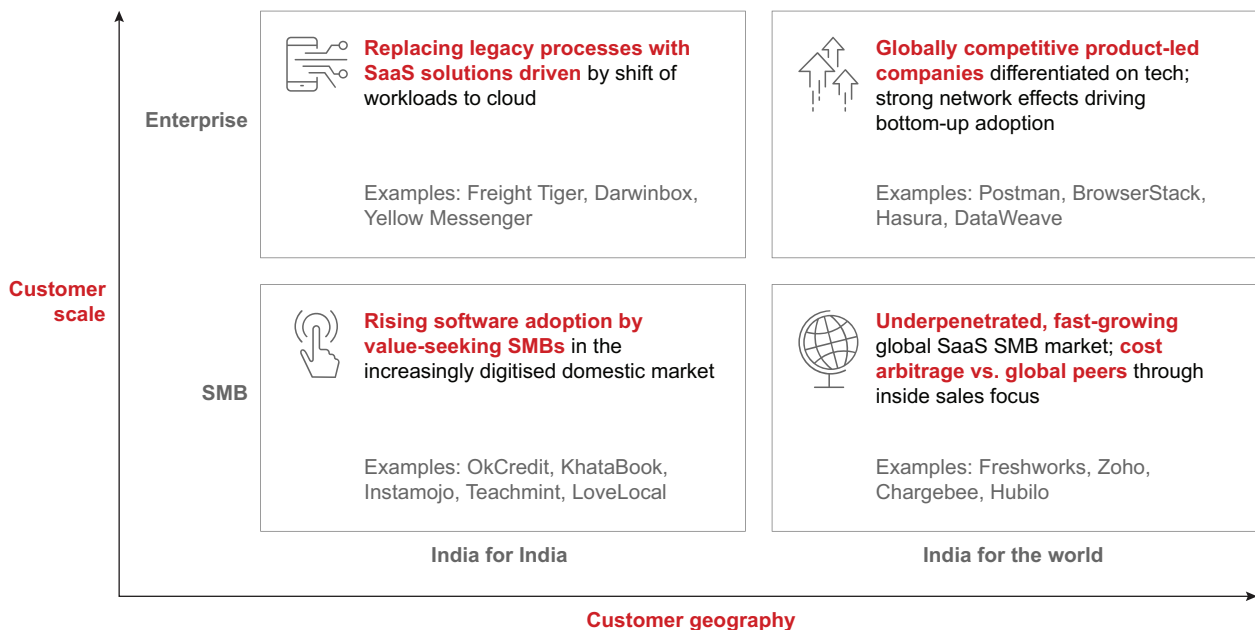 Replacing legacy processes with
SaaS solutions driven by shift of
workloads to cloud
Examples: Freight Tiger, Darwinbox,
Yellow Messenger
Globally competitive product-led
companies differentiated on tech;
strong network effects driving
bottom-up adoption
Examples: Postman, BrowserStack,
Hasura, DataWeave
Enterprise
Customer
scale
Rising software adoption by
value-seeking SMBs in the
increasingly digitised domestic market
Examples: OkCredit, KhataBook,
Instamojo, Teachmint, LoveLocal
Underpenetrated, fast-growing
global SaaS SMB market; cost
arbitrage vs. global peers through
inside sales focus
Examples: Freshworks, Zoho,
Chargebee, Hubilo
SMB
India for India
India for the world
Customer geography